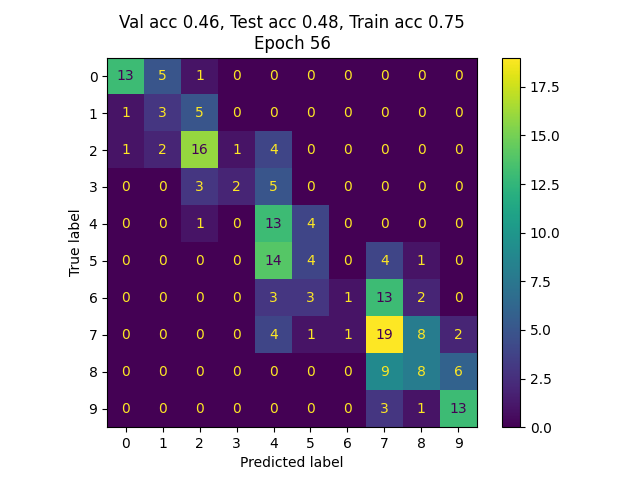 Val acc 0.46, Test acc 0.48, Train acc 0.75
Epoch 56
0 13 5 1 0 0 0 0 0 0 0
1 1 3 5 0 0 0 0 0 0 0
2 1 2 16 1 4 0 0 0 0 0
3 0 0 3 2 5 0 0 0 0 0
4 0 0 1 0 13 4 0 0 0 0
5 0 0 0 0 14 4 0 4 1 0
6 0 0 0 0 3 3 1 13 2 0
7 0 0 0 0 4 1 1 19 8 2
8 0 0 0 0 0 0 0 9 8 6
9 0 0 0 0 0 0 0 3 1 13
0 1 2 3 4 5 6 7 8 9
Predicted label
True label
17.5
15.0
12.5
10.0
7.5
5.0
2.5
0.0